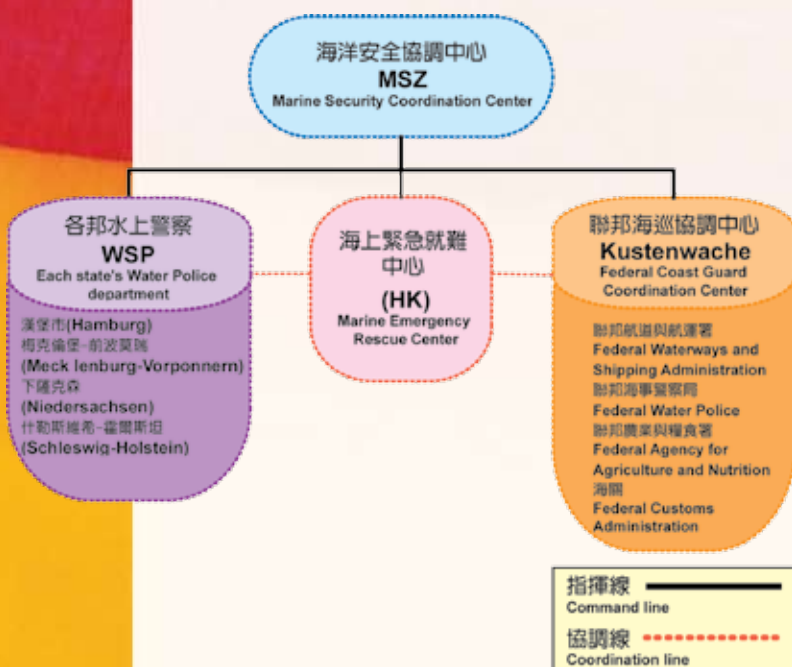 海洋安全協調中心
MSZ
Marine Security Coordination Center
各邦水上警察
WSP
Each state's Water Police
department
漢堡市(Hamburg)
梅克倫堡-前波莫瑞
(Meck lenburg-Vorponnern)
下薩克森
(Niedersachsen)
什勒斯維希-霍爾斯坦
(Schleswig-Holstein)
海上緊急就難
中心
(HK)
Marine Emergency
Rescue Center
聯邦海巡協調中心
Kustenwache
Federal Coast Guard
Coordination Center
聯邦航道與航運署
Federal Waterways and
Shipping Administration
聯邦海事警察局
Federal Water Police
聯邦農業與糧食署
Federal Agency for
Agriculture and Nutrition
海關
Federal Customs
Administration
指揮線
Command line
協調線
Coordination line